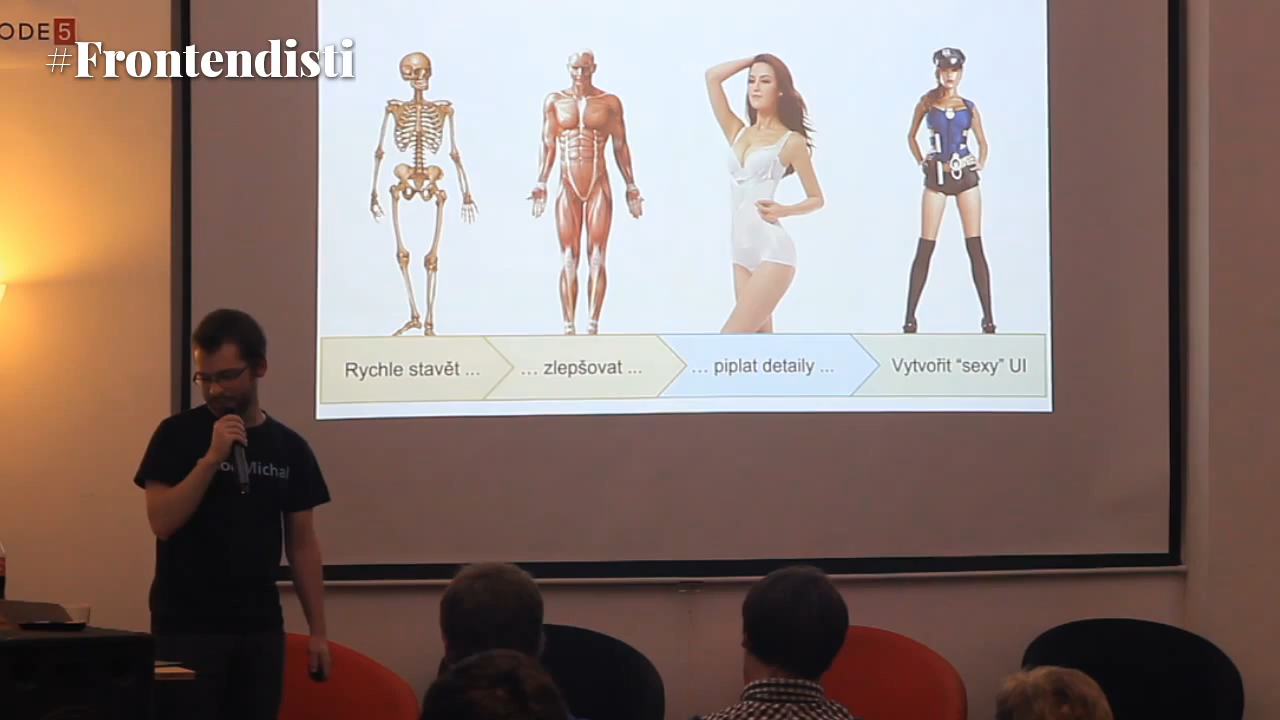 ODE5
#Frontendisti
Rychle stavět ...
... zlepšovat ...
... piplat detaily ...
Vytvořit “sexy” UI
Michal